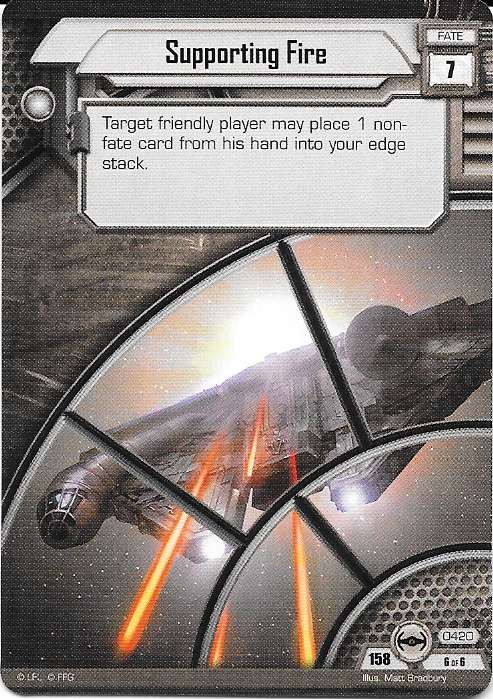 Supporting Fire
FATE
7
Target friendly player may place 1 non-
fate card from his hand into your edge
stack.
0420
158
6 OF 6
© LFL © FFG
Illus. Matt Bradbury